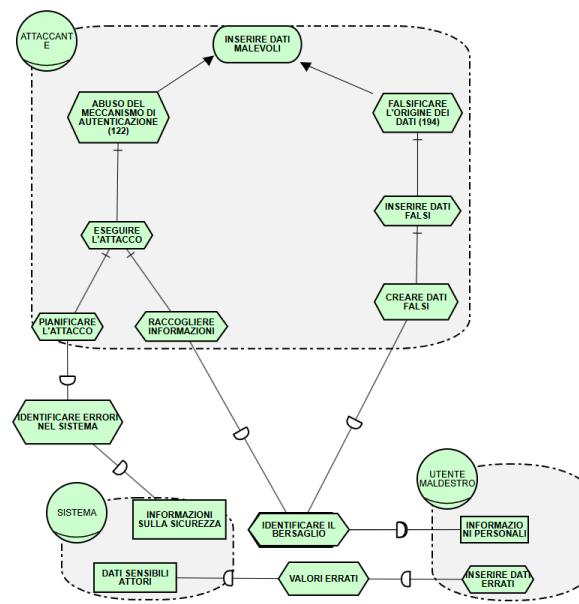 ATTACCANT
E
INSERIRE DATI
MALEVOLI
ABUSO DEL
MECCANISMO DI
AUTENTICAZIONE
(122)
FALSIFICARE
L'ORIGINE DEI
DATI (194)
INSERIRE DATI
FALSI
ESEGUIRE
L'ATTACCO
CREARE DATI
FALSI
PIANIFICARE
L'ATTACCO
RACCOGLIERE
INFORMAZIONI
IDENTIFICARE ERRORI
NEL SISTEMA
UTENTE
MALDESTRO
SISTEMA
INFORMAZIONI
SULLA SICUREZZA
IDENTIFICARE IL
BERSAGLIO
INFORMAZIO
NI PERSONALI
DATI SENSIBILI
ATTORI
VALORI ERRATI
INSERIRE DATI
ERRATI